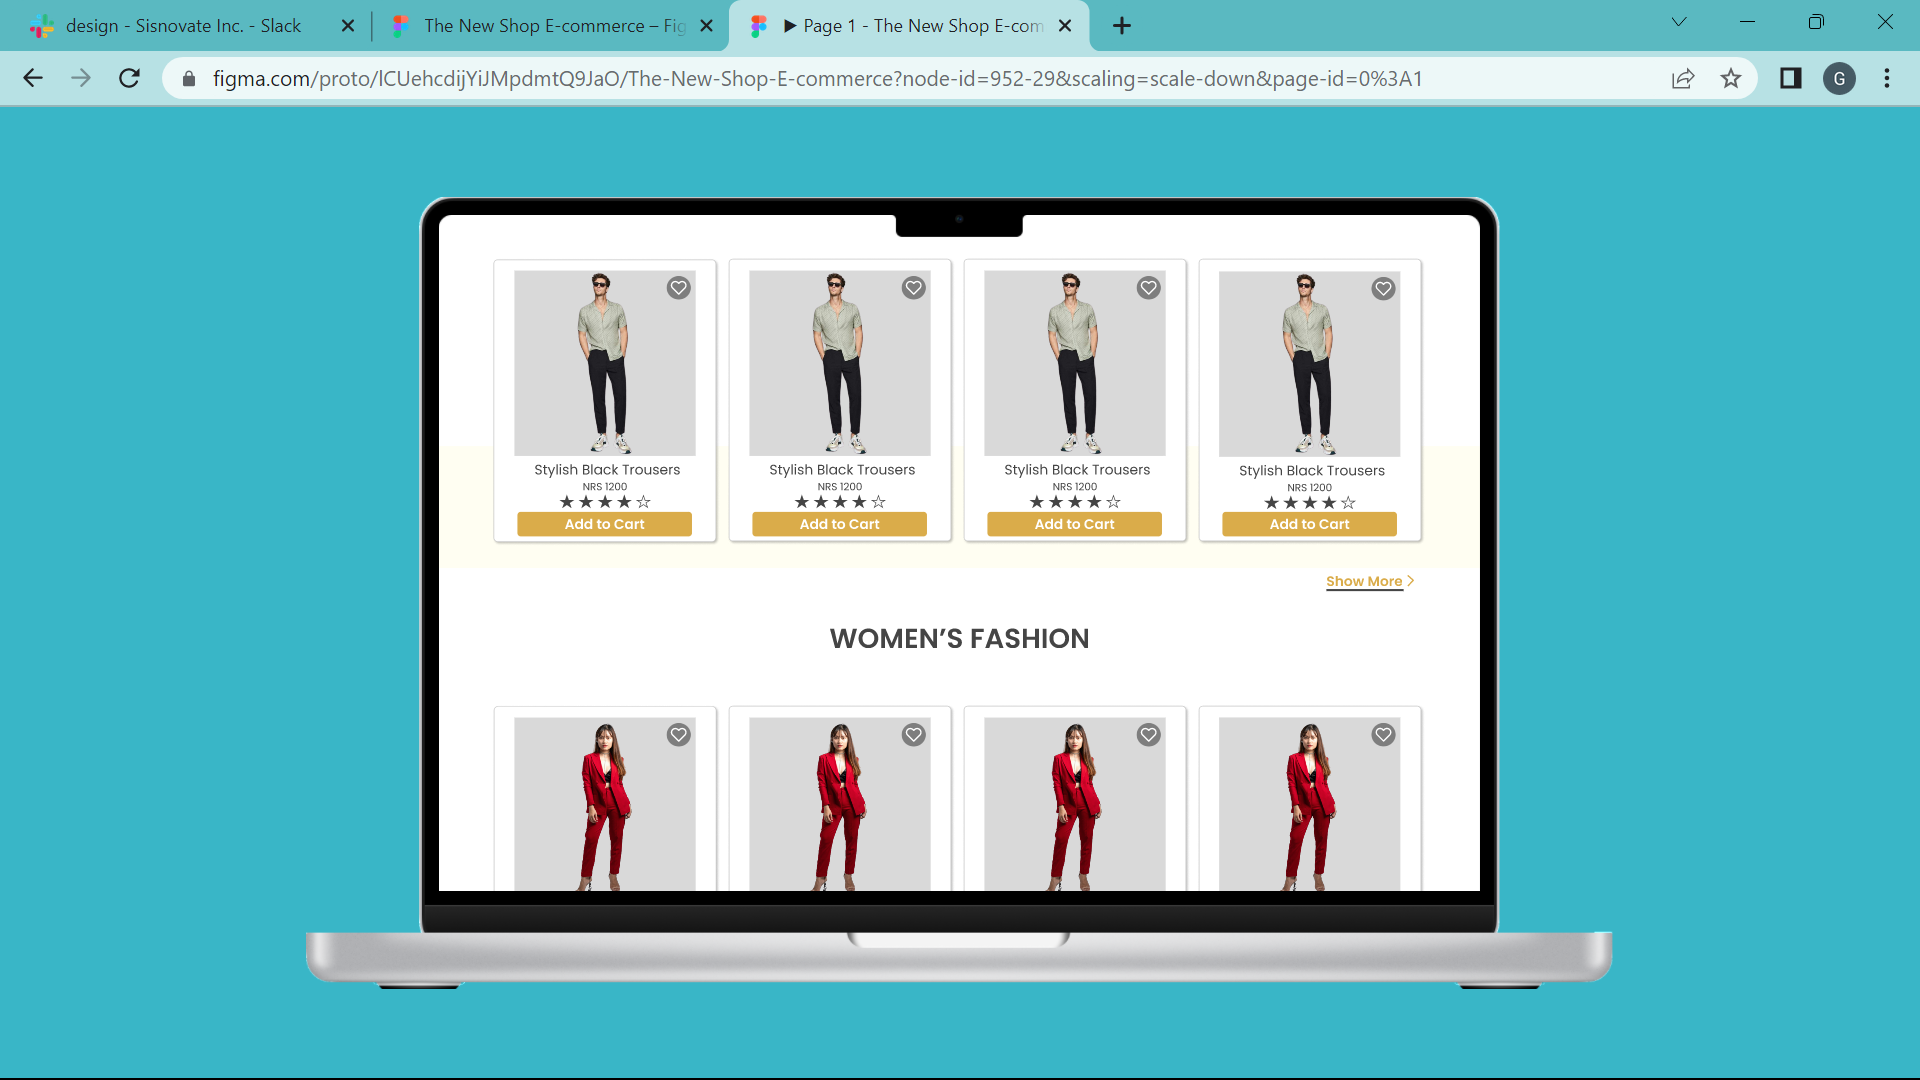 design - Sisnovate Inc. - Slack
The New Shop E-commerce – Fig
Page 1 - The New Shop E-com
figma.com/proto/lCUehcdijYiJMpdmtQ9JaO/The-New-Shop-E-commerce?node-id=952-29&scaling=scale-down&page-id=0%3A1
G
Stylish Black Trousers Stylish Black Trousers Stylish Black Trousers Stylish Black Trousers
NRS 1200 NRS 1200 NRS 1200 NRS 1200
Add to Cart Add to Cart Add to Cart Add to Cart
Show More
WOMEN’S FASHION